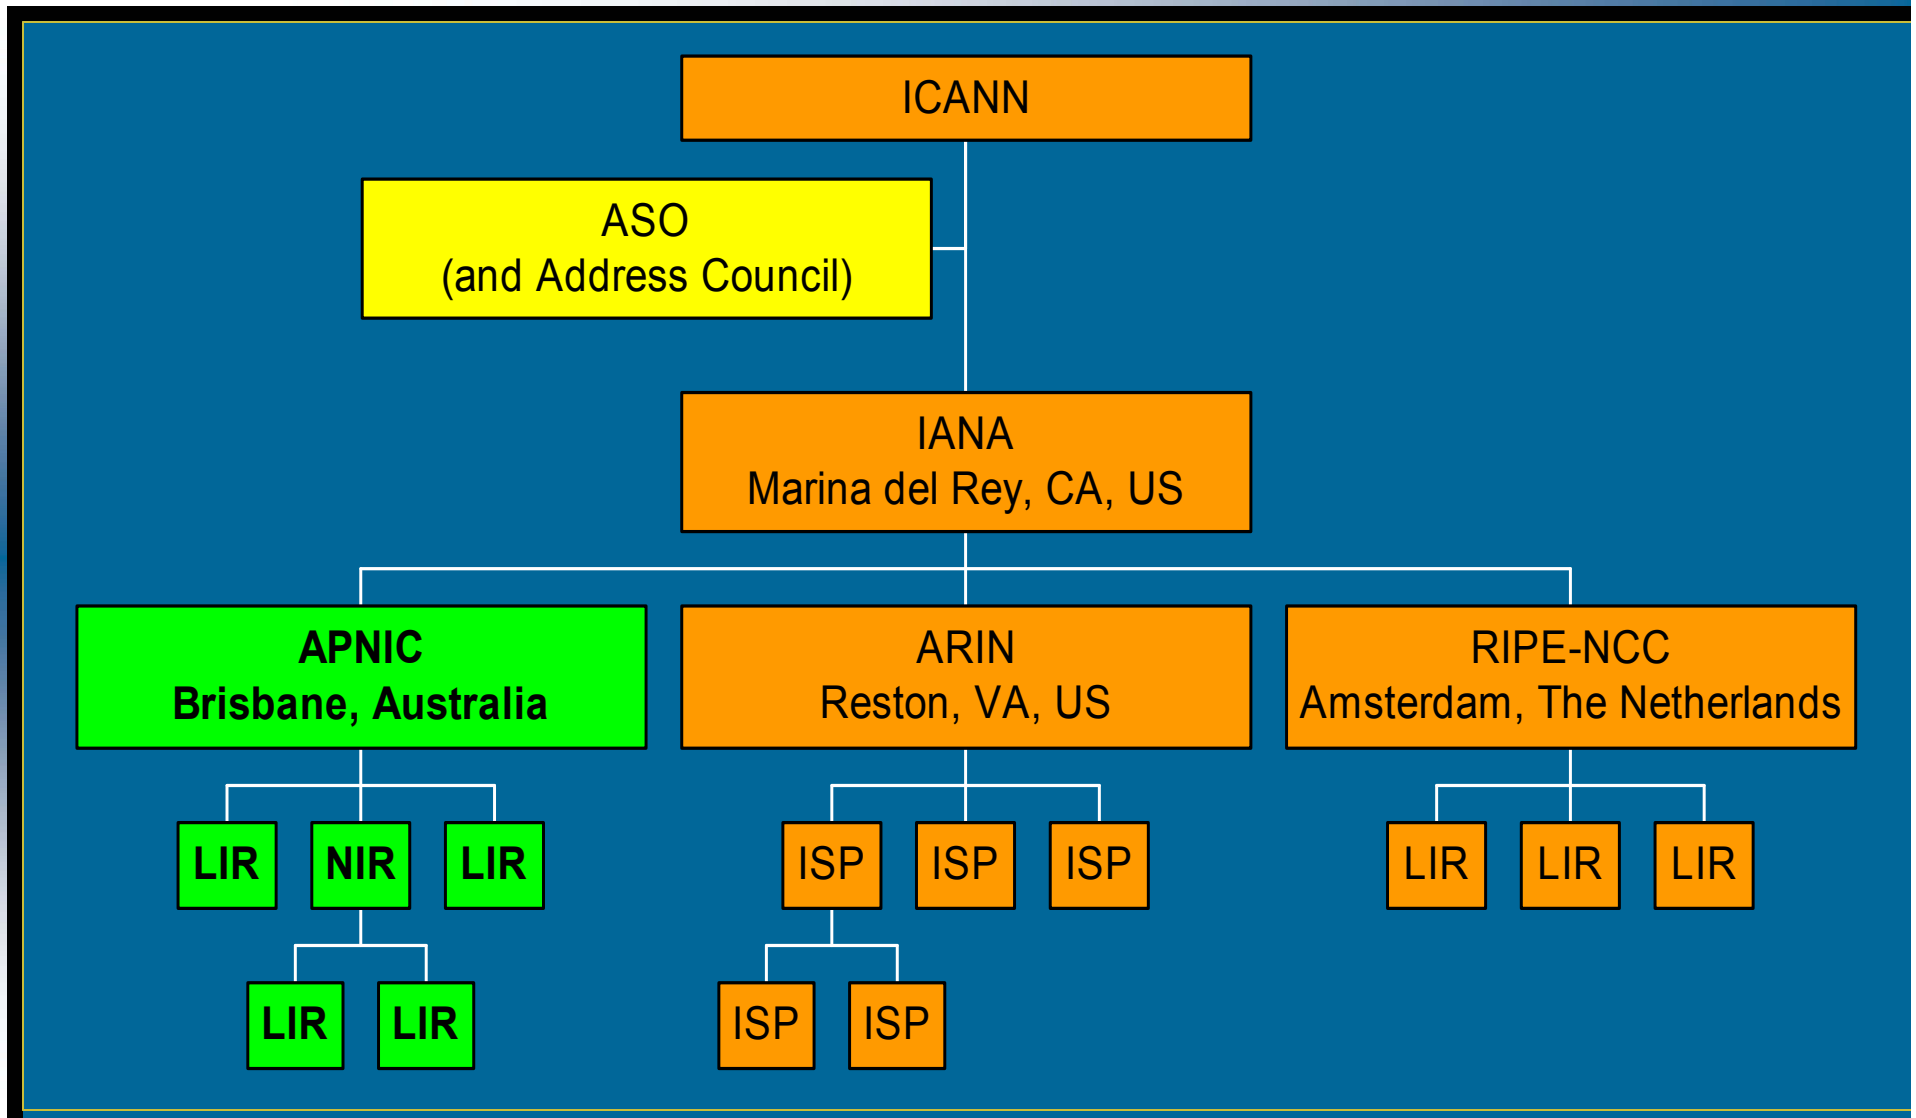 ICANN
ASO
(and Address Council)
IANA
Marina del Rey, CA, US
APNIC
Brisbane, Australia
ARIN
Reston, VA, US
RIPE-NCC
Amsterdam, The Netherlands
LIR
NIR
LIR
ISP
ISP
ISP
LIR
LIR
LIR
LIR
LIR
ISP
ISP